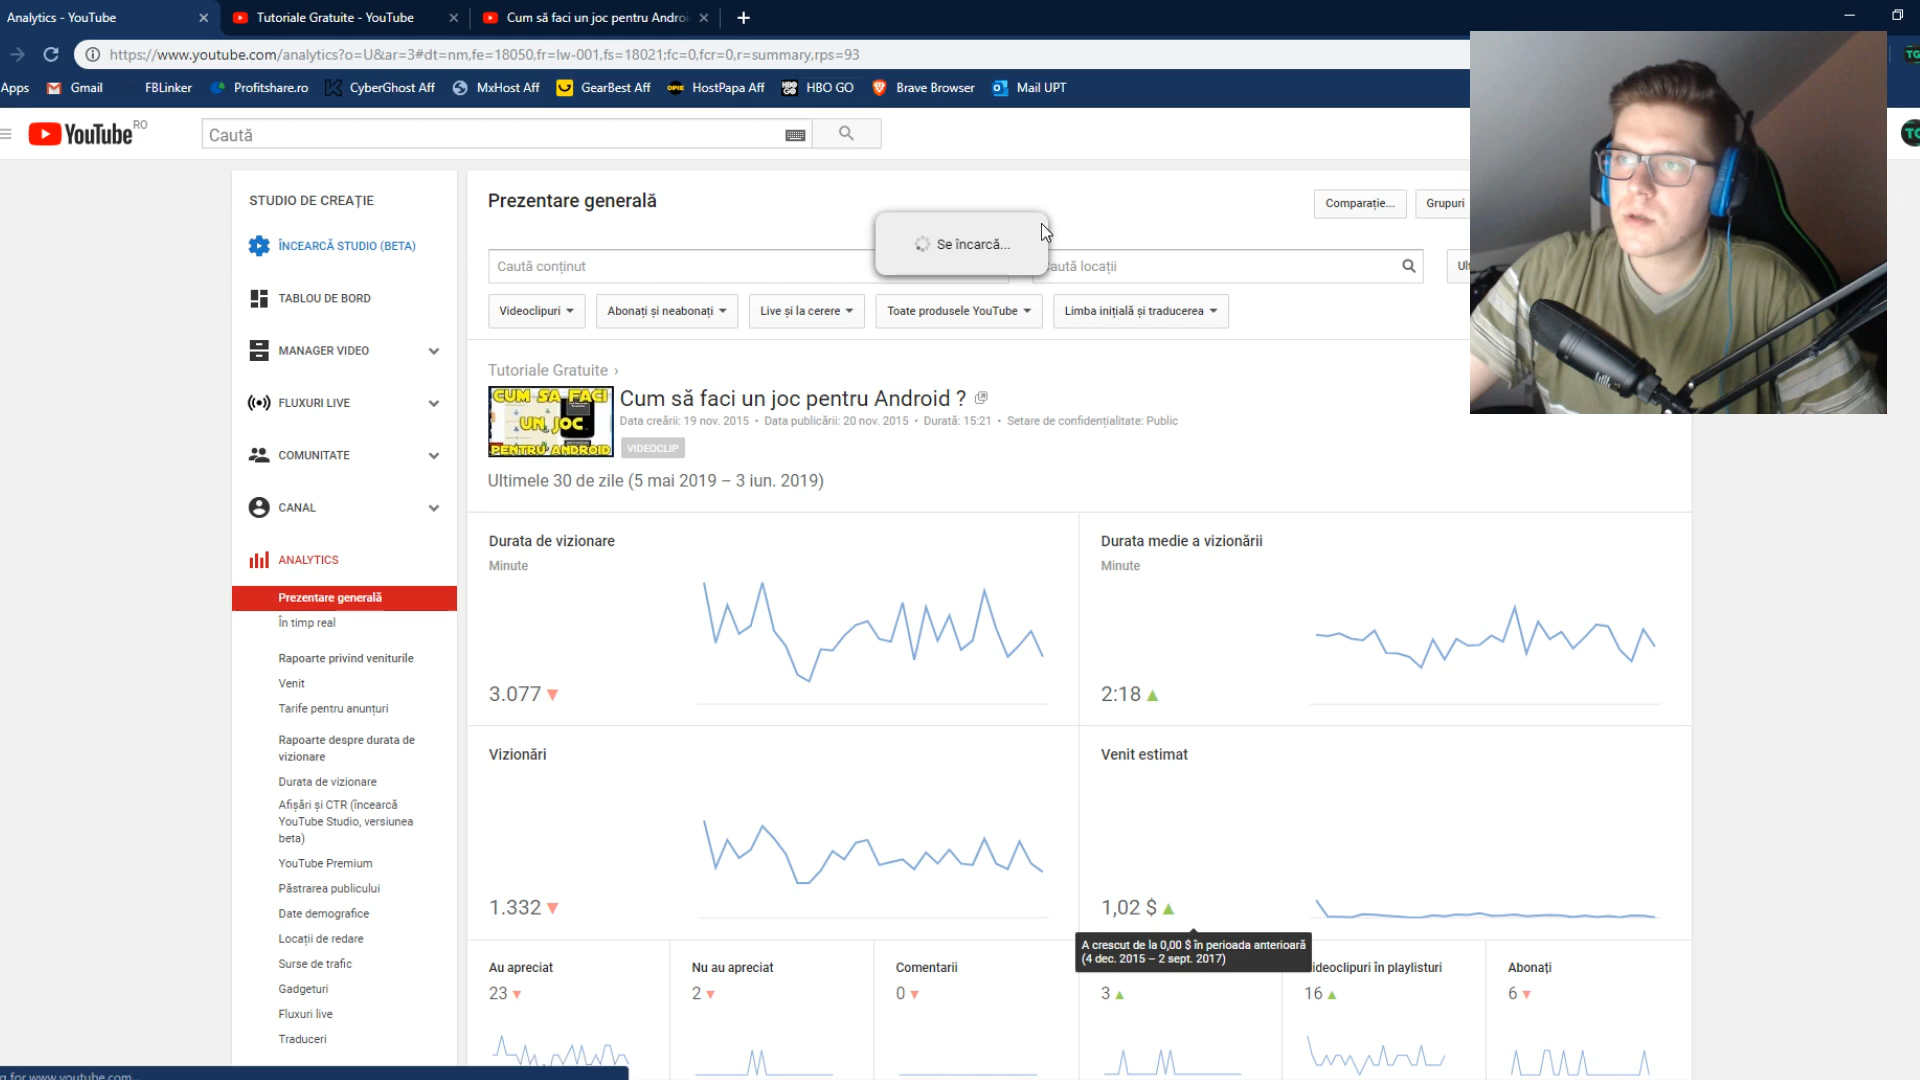 Analytics - YouTube
Tutoriale Gratuite - YouTube
Cum să faci un joc pentru Androi
https://www.youtube.com/analytics?o=U&ar=3#dt=nm,fe=18050,fr=lw-001,fs=18021;fc=0,fcr=0,r=summary,rps=93
Apps
Gmail
FBLinker
Profitshare.ro
CyberGhost Aff
MxHost Aff
GearBest Aff
HostPapa Aff
HBO GO
Brave Browser
Mail UPT
YouTube RO
Caută
STUDIO DE CREAȚIE
ÎNCEARCĂ STUDIO (BETA)
TABLOU DE BORD
MANAGER VIDEO
FLUXURI LIVE
COMUNITATE
CANAL
ANALYTICS
Prezentare generală
În timp real
Rapoarte privind veniturile
Venit
Tarife pentru anunțuri
Rapoarte despre durata de
vizionare
Durata de vizionare
Afișări și CTR (încearcă
YouTube Studio, versiunea
beta)
YouTube Premium
Păstrarea publicului
Date demografice
Locații de redare
Surse de trafic
Gadgeturi
Fluxuri live
Traduceri
Prezentare generală
Comparație...
Grupuri
Se încarcă...
Caută conținut
aută locații
Ult
Videoclipuri
Abonați și neabonați
Live și la cerere
Toate produsele YouTube
Limba inițială și traducerea
Tutoriale Gratuite ›
CUM SA FACI
UN JOC
PENTRU ANDROID
Cum să faci un joc pentru Android ?
Data creării: 19 nov. 2015 • Data publicării: 20 nov. 2015 • Durată: 15:21 • Setare de confidențialitate: Public
VIDEOCLIP
Ultimele 30 de zile (5 mai 2019 – 3 iun. 2019)
Durata de vizionare
Minute
3.077
Durata medie a vizionării
Minute
2:18
Vizionări
1.332
Venit estimat
1,02 $
A crescut de la 0,00 $ în perioada anterioară
(4 dec. 2015 – 2 sept. 2017)
Au apreciat
23
Nu au apreciat
2
Comentarii
0
3
ideoclipuri în playlisturi
16
Abonați
6
g for www.youtube.com...